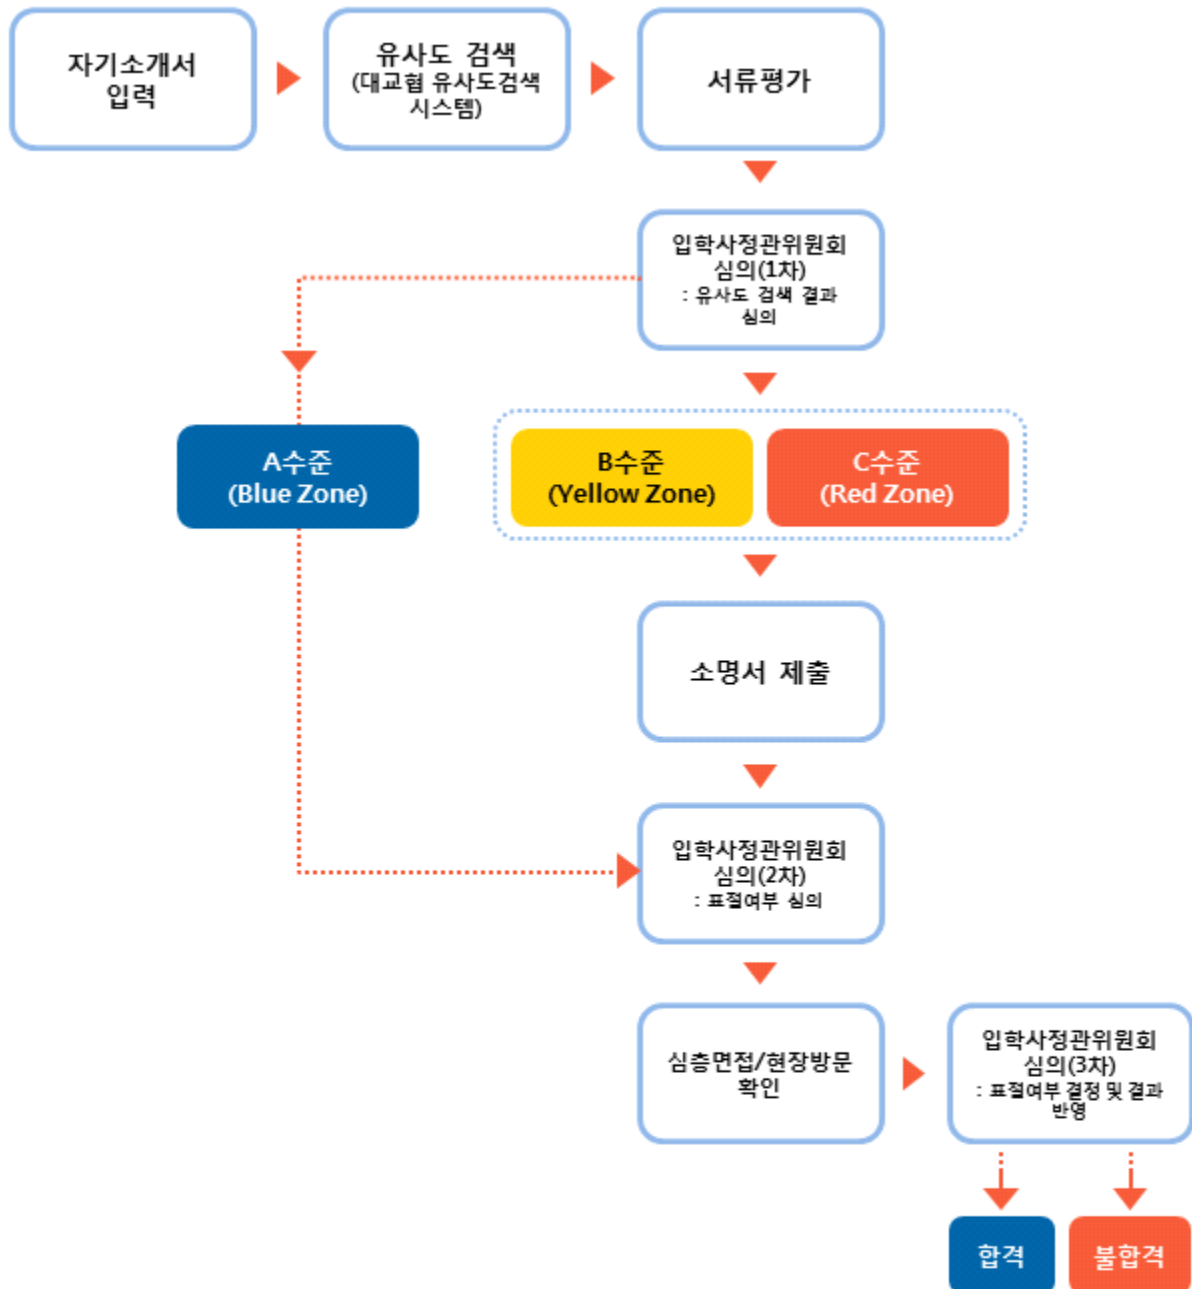 자기소개서
입력
유사도 검색
(대교협 유사도검색
시스템)
서류평가
입학사정관위원회
심의(1차)
: 유사도 검색 결과
심의
A수준
(Blue Zone)
B수준
(Yellow Zone)
C수준
(Red Zone)
소명서 제출
입학사정관위원회
심의(2차)
: 표절여부 심의
심층면접/현장방문
확인
입학사정관위원회
심의(3차)
: 표절여부 결정 및 결과
반영
합격
불합격